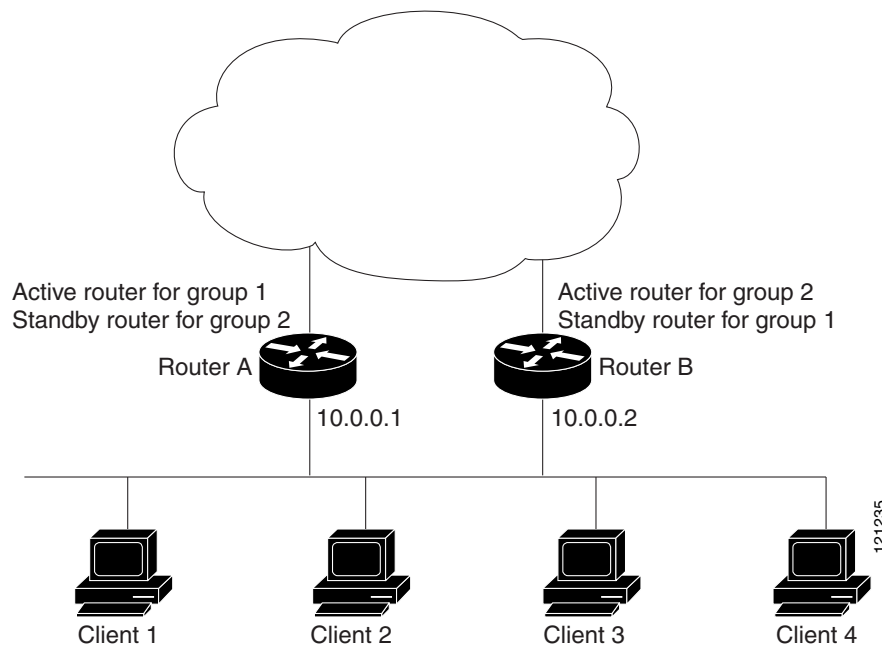 Active router for group 1
Standby router for group 2
Active router for group 2
Standby router for group 1
Router A
Router B
10.0.0.1
10.0.0.2
121235
Client 1
Client 2
Client 3
Client 4